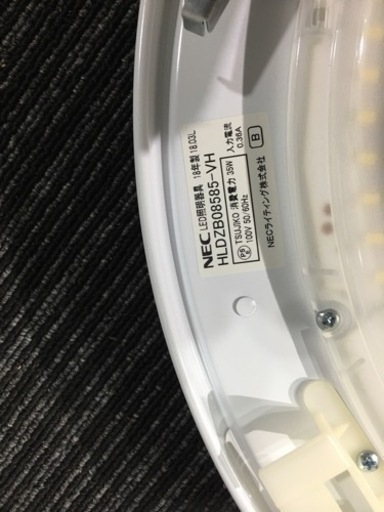 NEC LED照明器具 18年製 18.03L
HLDZB08585-VH
PS E TSUJIKO 消費電力 35W 入力電流
100V 50/60Hz 0.36A
B
NECライティング株式会社